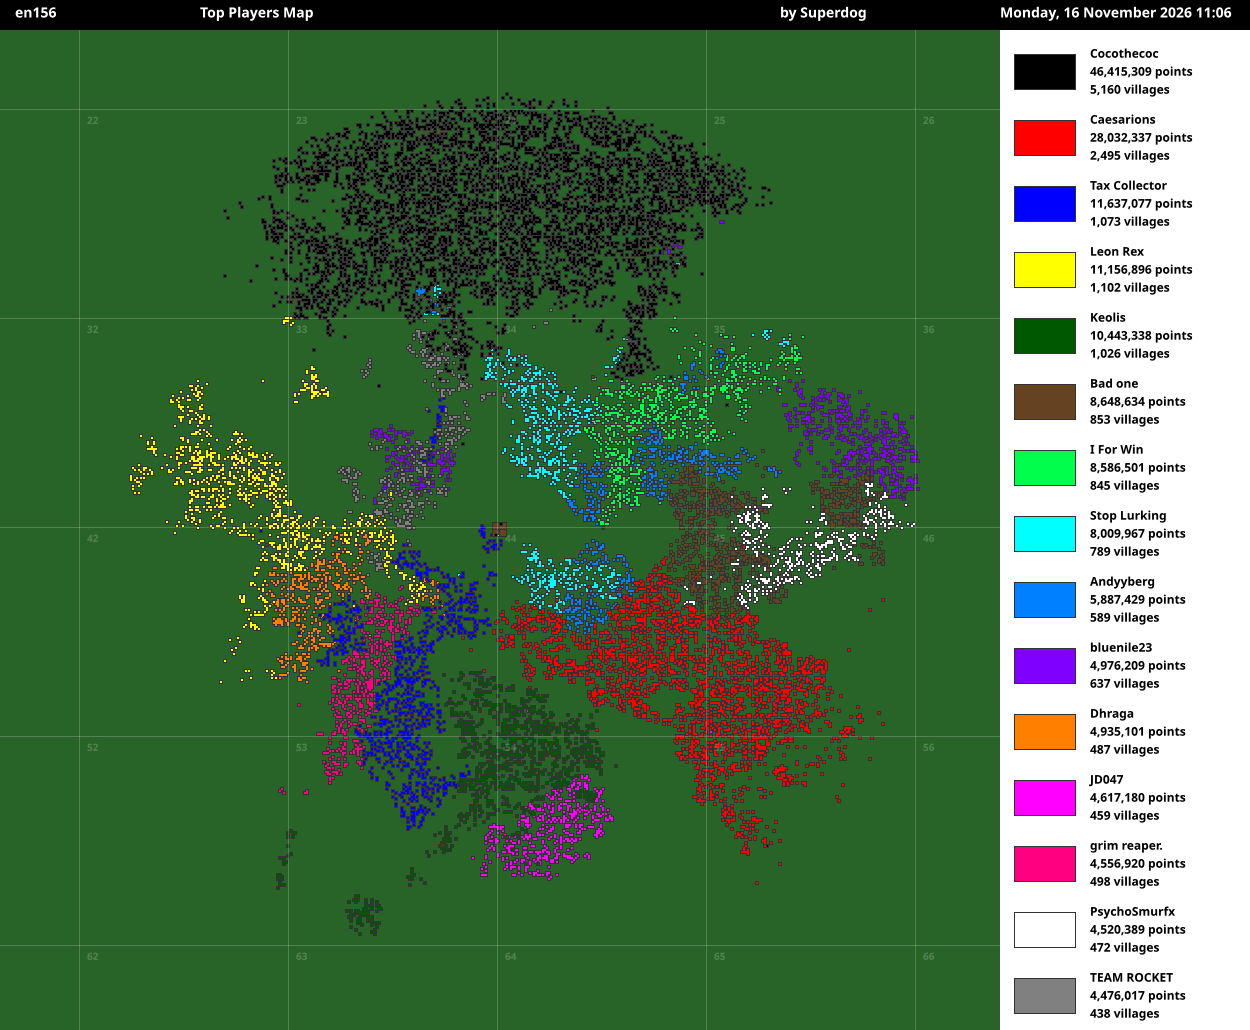 en156 Top Players Map by Superdog Monday, 16 November 2026 11:06
Cocothecoc
46,415,309 points
5,160 villages
Caesarions
28,032,337 points
2,495 villages
Tax Collector
11,637,077 points
1,073 villages
Leon Rex
11,156,896 points
1,102 villages
Keolis
10,443,338 points
1,026 villages
Bad one
8,648,634 points
853 villages
I For Win
8,586,501 points
845 villages
Stop Lurking
8,009,967 points
789 villages
Andyyberg
5,887,429 points
589 villages
bluenile23
4,976,209 points
637 villages
Dhraga
4,935,101 points
487 villages
JD047
4,617,180 points
459 villages
grim reaper.
4,556,920 points
498 villages
PsychoSmurfx
4,520,389 points
472 villages
TEAM ROCKET
4,476,017 points
438 villages
22 23 25 26
32 33 34 35 36
42 44 45 46
52 53 54 55 56
62 63 64 65 66